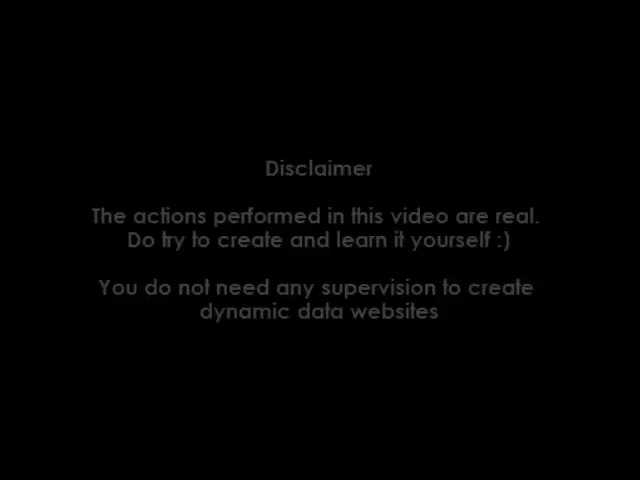 Disclaimer
The actions performed in this video are real.
Do try to create and learn it yourself :)
You do not need any supervision to create
dynamic data websites